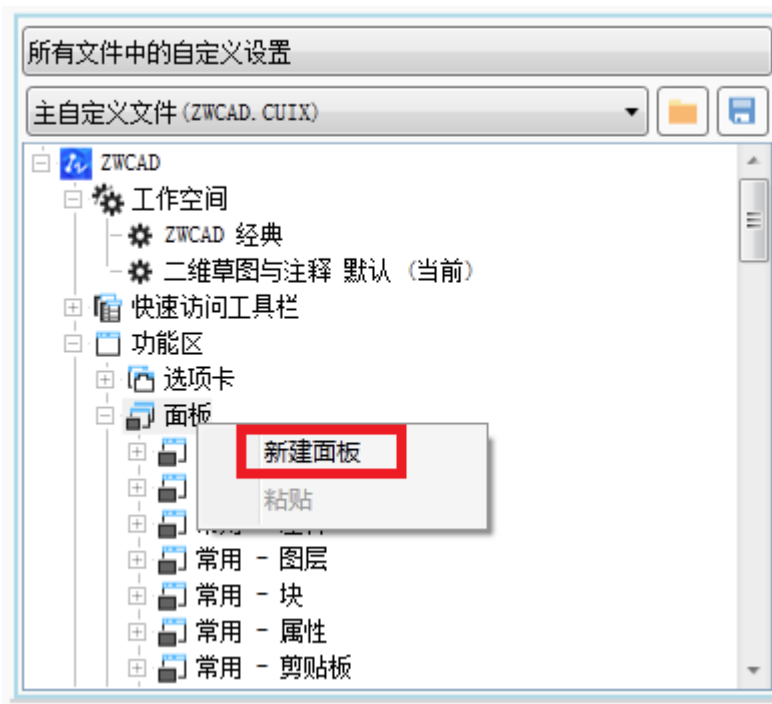 所有文件中的自定义设置
主自定义文件(ZWCAD.CUIX)
ZWCAD
工作空间
ZWCAD 经典
二维草图与注释 默认 (当前)
快速访问工具栏
功能区
选项卡
面板
新建面板
粘贴
常用 - 图层
常用 - 块
常用 - 属性
常用 - 剪贴板